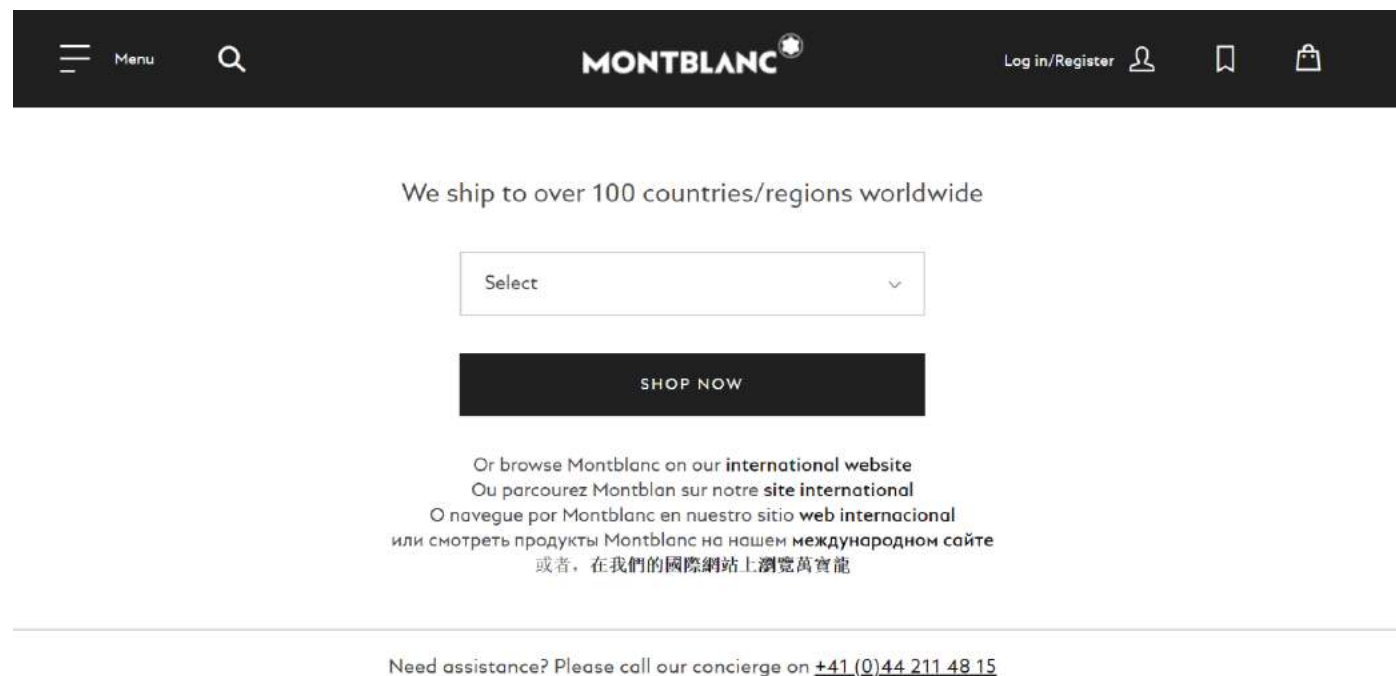 Menu
MONTBLANC
Log in/Register
We ship to over 100 countries/regions worldwide
Select
SHOP NOW
Or browse Montblanc on our international website
Ou parcourez Montblan sur notre site international
O navegue por Montblanc en nuestro sitio web internacional
или смотреть продукты Montblanc на нашем международном сайте
或者，在我們的國際網站上瀏覽萬寶龍
Need assistance? Please call our concierge on +41 (0)44 211 48 15